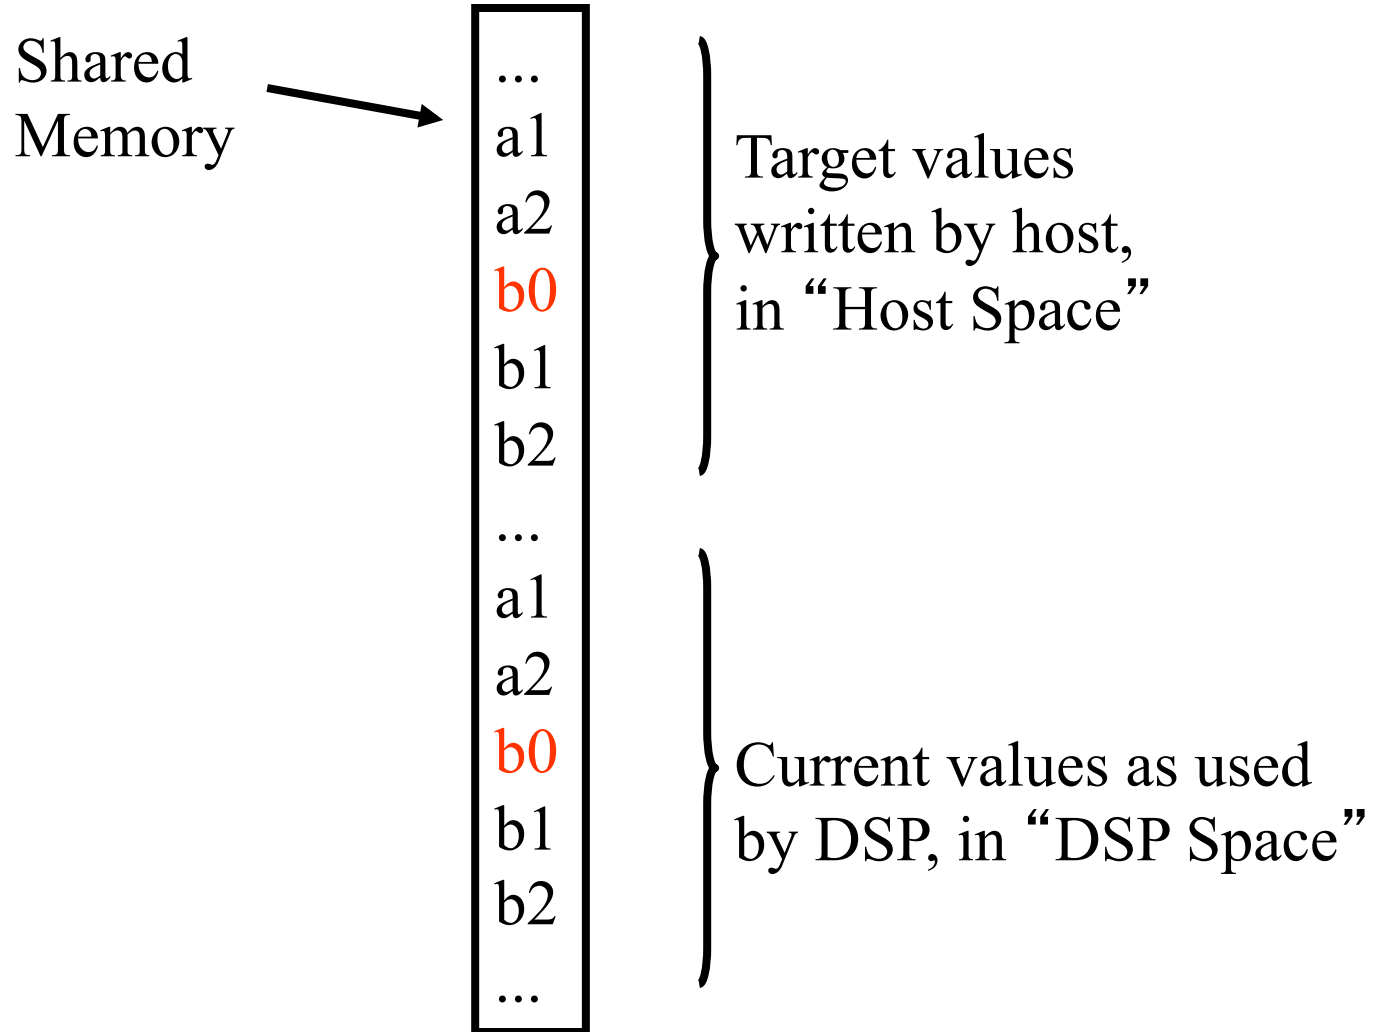 Shared
Memory
...
a1
a2
b0
b1
b2
...
a1
a2
b0
b1
b2
...
Target values
written by host,
in “Host Space”
Current values as used
by DSP, in “DSP Space”